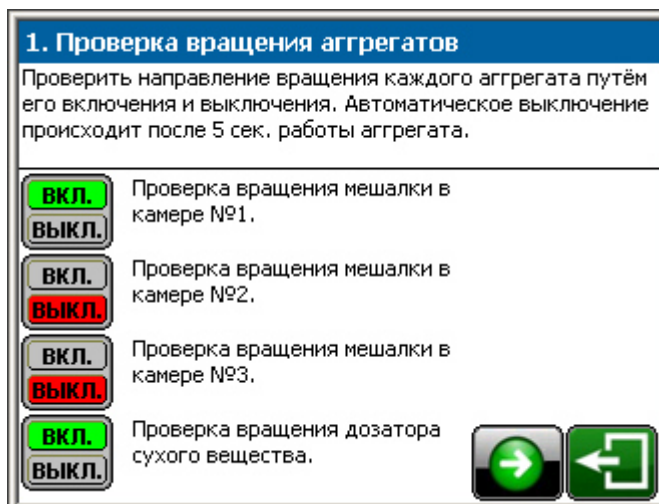 1. Проверка вращения аггрегатов
Проверить направление вращения каждого аггрегата путём
его включения и выключения. Автоматическое выключение
происходит после 5 сек. работы аггрегата.
ВКЛ.
ВЫКЛ.
Проверка вращения мешалки в
камере №1.
ВКЛ.
ВЫКЛ.
Проверка вращения мешалки в
камере №2.
ВКЛ.
ВЫКЛ.
Проверка вращения мешалки в
камере №3.
ВКЛ.
ВЫКЛ.
Проверка вращения дозатора
сухого вещества.